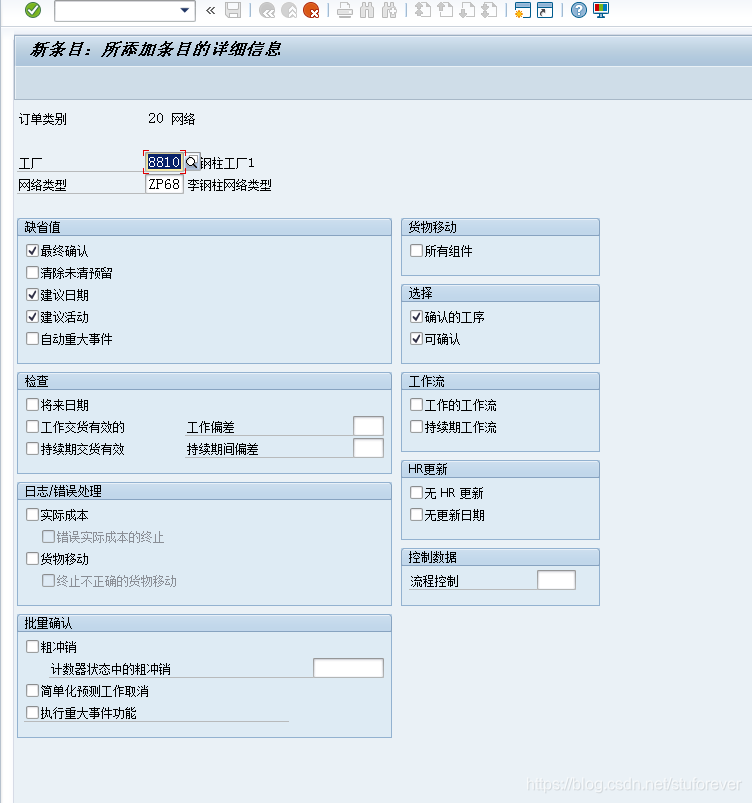 新条目：所添加条目的详细信息
订单类别 20 网络
工厂 8810 钢柱工厂1
网络类型 ZP68 李钢柱网络类型
缺省值
最终确认
清除未清预留
建议日期
建议活动
自动重大事件
货物移动
所有组件
选择
确认的工序
可确认
检查
将来日期
工作交货有效的 工作偏差
持续期交货有效 持续期间偏差
工作流
工作的工作流
持续期工作流
日志/错误处理
实际成本
错误实际成本的终止
货物移动
终止不正确的货物移动
HR更新
无 HR 更新
无更新日期
控制数据
流程控制
批量确认
粗冲销
计数器状态中的粗冲销
简单化预测工作取消
执行重大事件功能
https://blog.csdn.net/stuforever